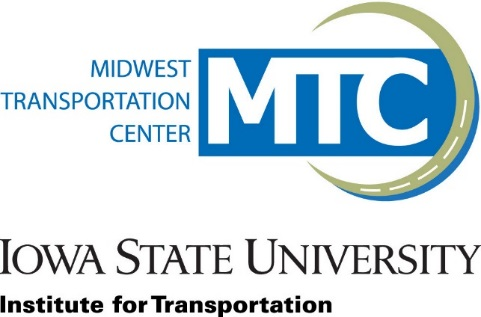 MIDWEST
TRANSPORTATION
CENTER
MTC
IOWA STATE UNIVERSITY
Institute for Transportation